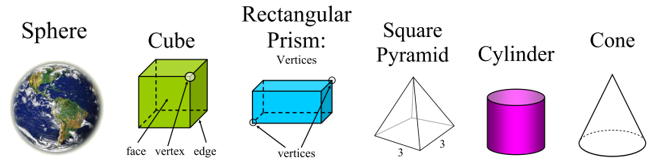 Sphere
Cube
Rectangular
Prism:
Vertices
Square
Pyramid
Cylinder
Cone
face vertex edge
vertices
3
3